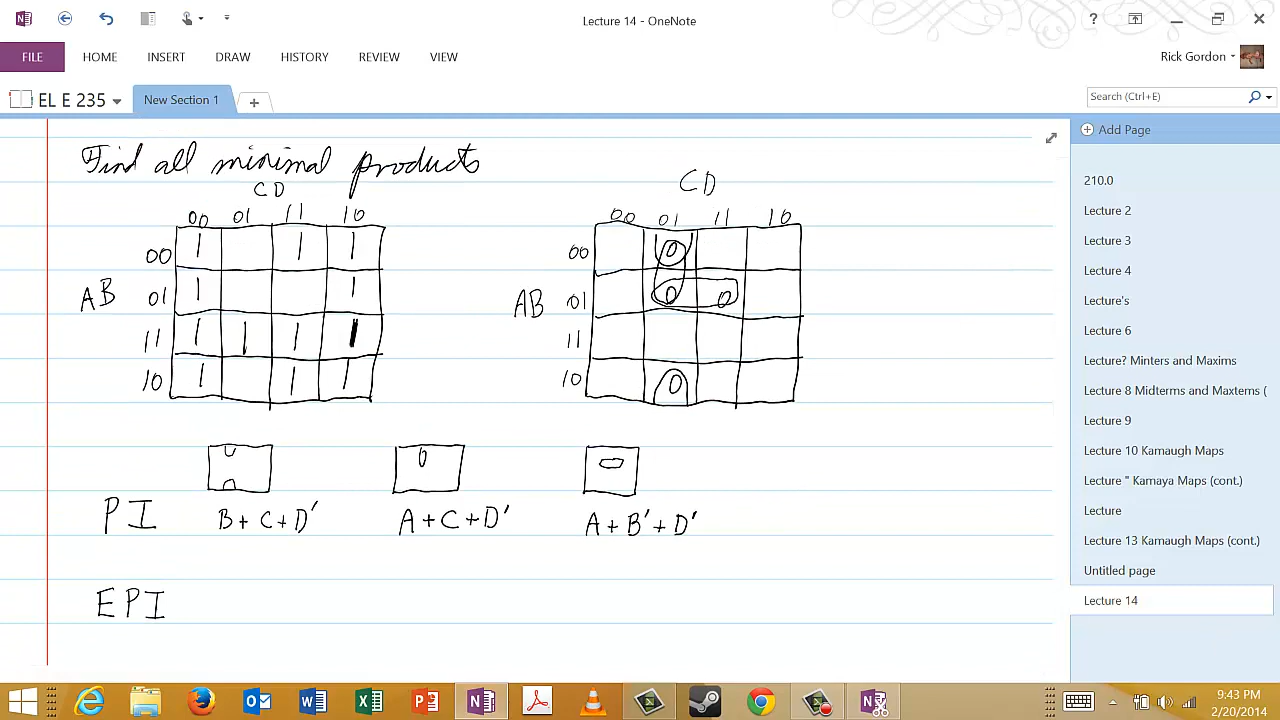 Lecture 14 - OneNote
?
FILE HOME INSERT DRAW HISTORY REVIEW VIEW
Rick Gordon
EL E 235 New Section 1 +
Search (Ctrl+E)
Add Page
Find all minimal products
CD
00 01 11 10
00 1 1 1
AB 01 1 1
11 1 1 1 1
10 1 1 1
CD
00 01 11 10
00 0
AB 01 0 0
11
10 0
PI B+C+D' A+C+D' A+B'+D'
EPI
210.0
Lecture 2
Lecture 3
Lecture 4
Lecture's
Lecture 6
Lecture? Minters and Maxims
Lecture 8 Midterms and Maxtems (
Lecture 9
Lecture 10 Kamaugh Maps
Lecture " Kamaya Maps (cont.)
Lecture
Lecture 13 Kamaugh Maps (cont.)
Untitled page
Lecture 14
9:43 PM
2/20/2014